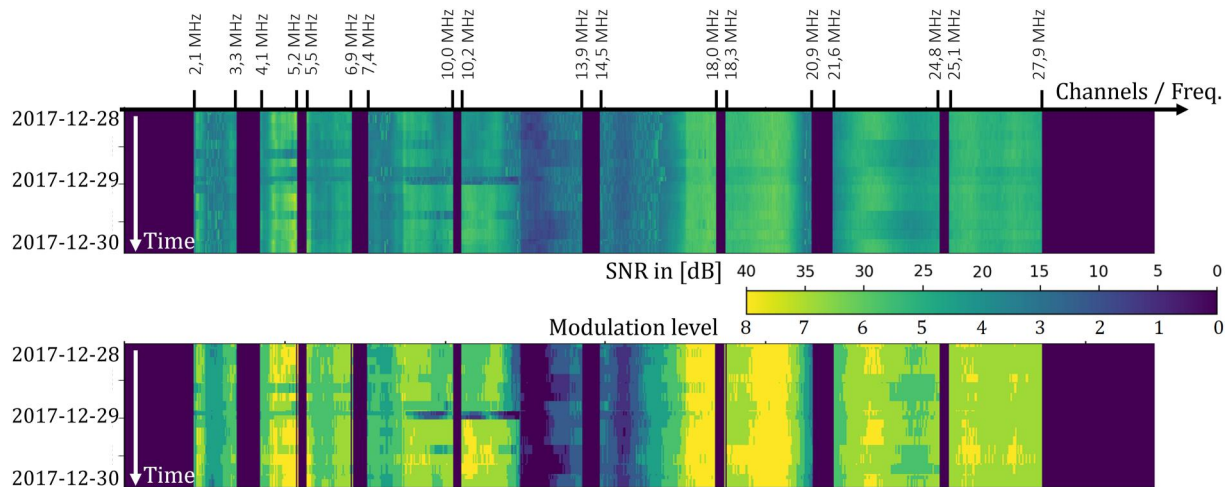 2,1 MHz
3,3 MHz
4,1 MHz
5,2 MHz
5,5 MHz
6,9 MHz
7,4 MHz
10,0 MHz
10,2 MHz
13,9 MHz
14,5 MHz
18,0 MHz
18,3 MHz
20,9 MHz
21,6 MHz
24,8 MHz
25,1 MHz
27,9 MHz
Channels / Freq.
2017-12-28
2017-12-29
2017-12-30
Time
SNR in [dB] 40 35 30 25 20 15 10 5 0
Modulation level 8 7 6 5 4 3 2 1 0
2017-12-28
2017-12-29
2017-12-30
Time